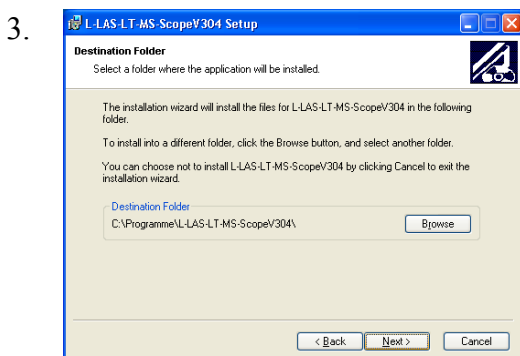 3.
L-LAS-LT-MS-ScopeV304 Setup
Destination Folder
Select a folder where the application will be installed.
The installation wizard will install the files for L-LAS-LT-MS-ScopeV304 in the following
folder.
To install into a different folder, click the Browse button, and select another folder.
You can choose not to install L-LAS-LT-MS-ScopeV304 by clicking Cancel to exit the
installation wizard.
Destination Folder
C:\Programme\L-LAS-LT-MS-ScopeV304\
Browse
< Back
Next >
Cancel